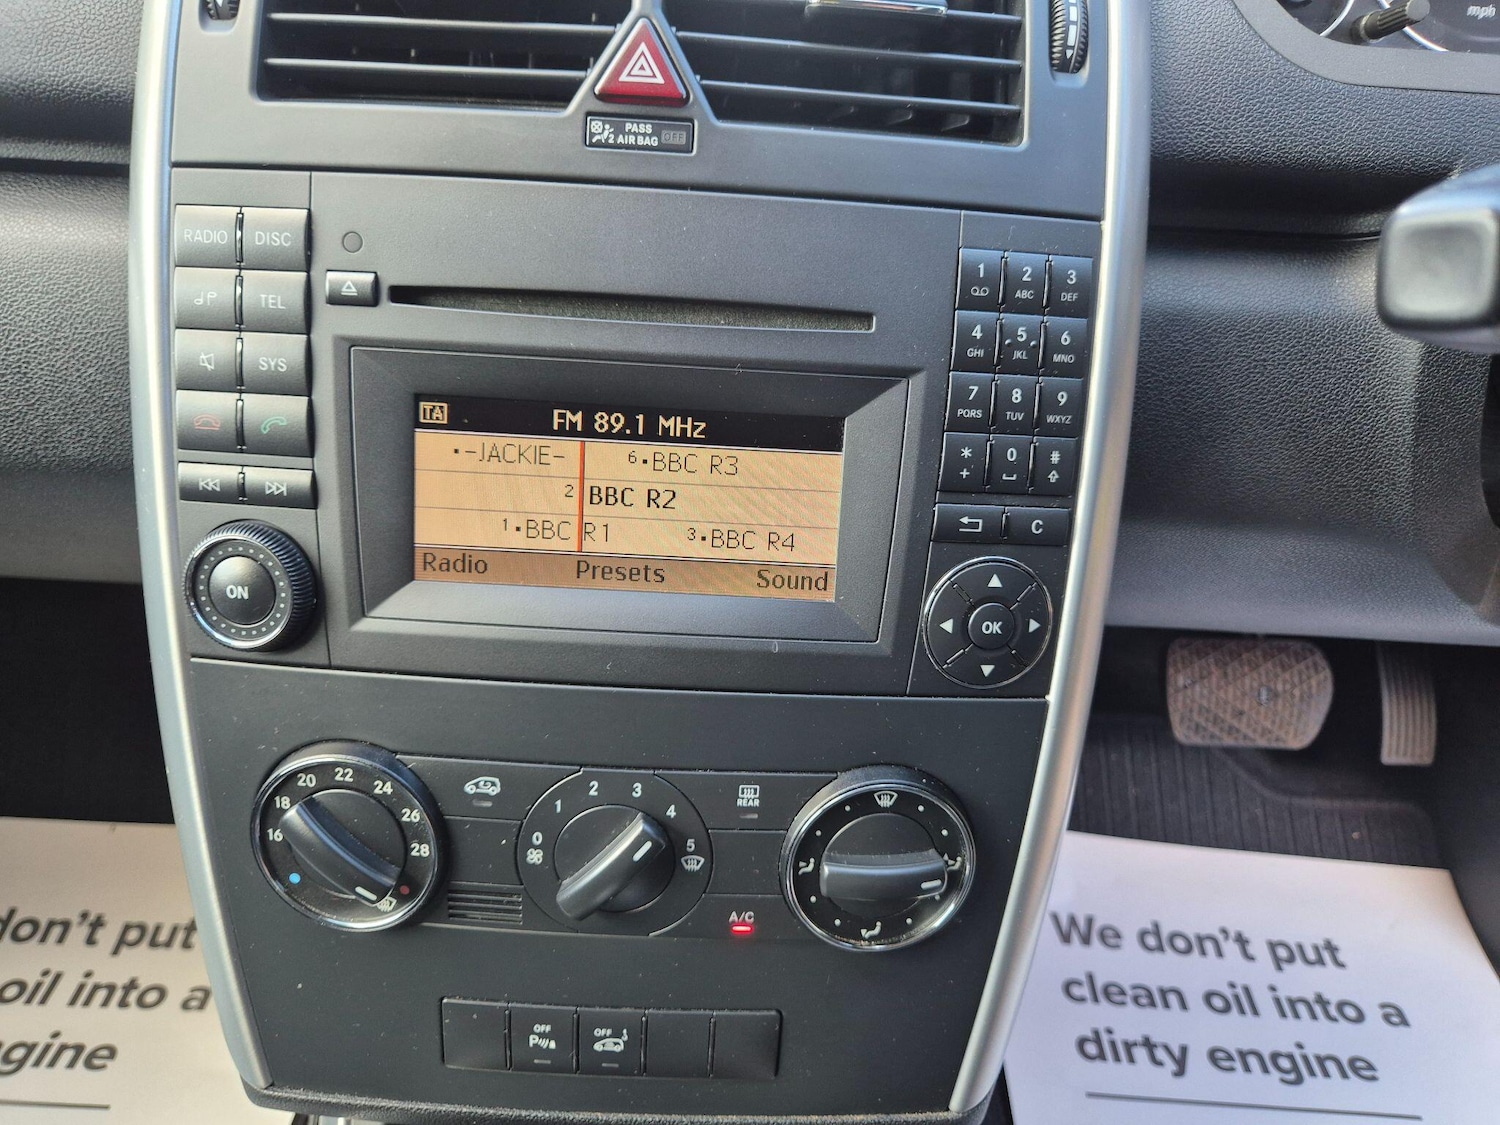 mph
PASS
2 AIR BAG OFF
RADIO DISC
TEL
SYS
ON
TA FM 89.1 MHz
-JACKIE- 6 BBC R3
2 BBC R2
1 BBC R1 3 BBC R4
Radio Presets Sound
1 2 3
ABC DEF
4 5 6
GHI JKL MNO
7 8 9
PQRS TUV WXYZ
* 0 #
+
C
OK
16 18 20 22 24 26 28
0 1 2 3 4 5
REAR
A/C
OFF OFF
P
don't put
oil into a
ngine
We don't put
clean oil into a
dirty engine